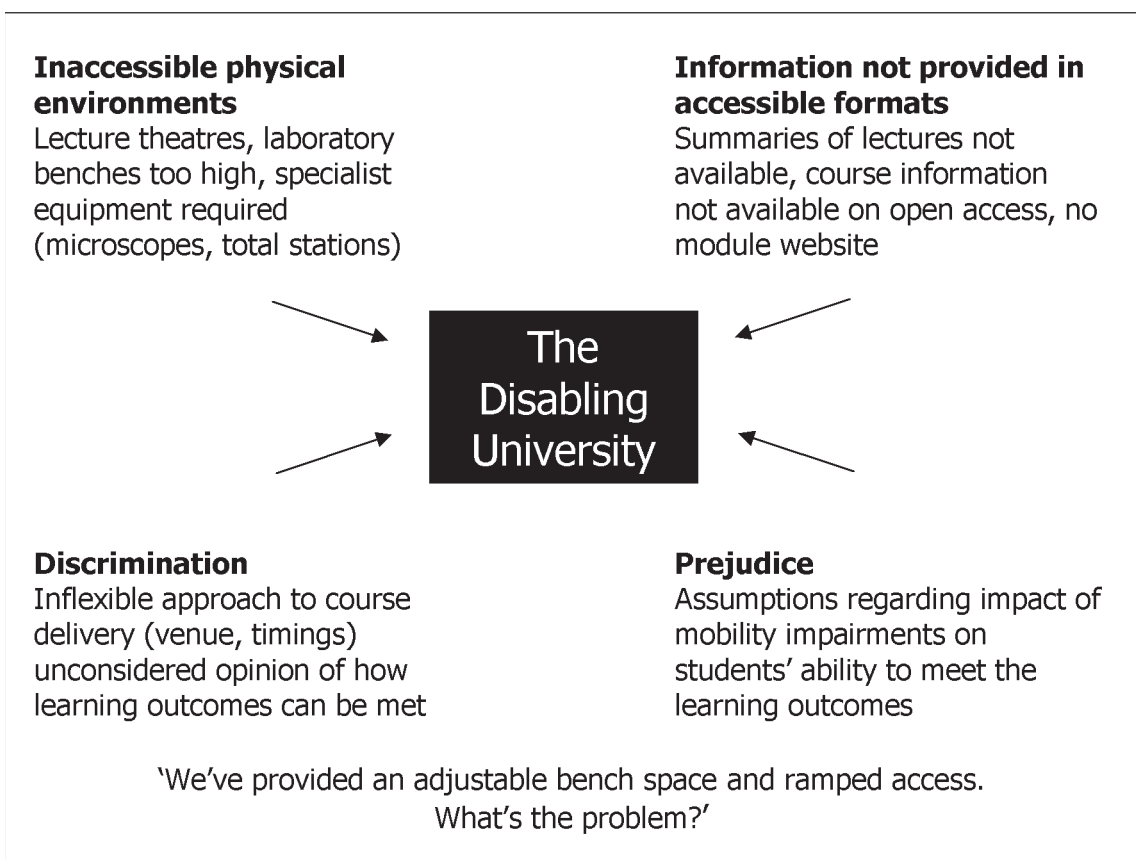 Inaccessible physical
environments
Lecture theatres, laboratory
benches too high, specialist
equipment required
(microscopes, total stations)
Information not provided in
accessible formats
Summaries of lectures not
available, course information
not available on open access, no
module website
The
Disabling
University
Discrimination
Inflexible approach to course
delivery (venue, timings)
unconsidered opinion of how
learning outcomes can be met
Prejudice
Assumptions regarding impact of
mobility impairments on
students’ ability to meet the
learning outcomes
‘We’ve provided an adjustable bench space and ramped access.
What’s the problem?’